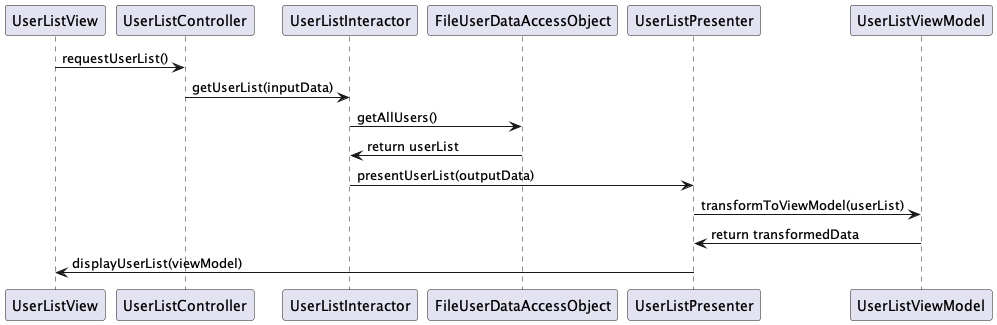 UserListView UserListController UserListInteractor FileUserDataAccessObject UserListPresenter UserListViewModel
requestUserList()
getUserList(inputData)
getAllUsers()
return userList
presentUserList(outputData)
transformToViewModel(userList)
return transformedData
displayUserList(viewModel)
UserListView UserListController UserListInteractor FileUserDataAccessObject UserListPresenter UserListViewModel